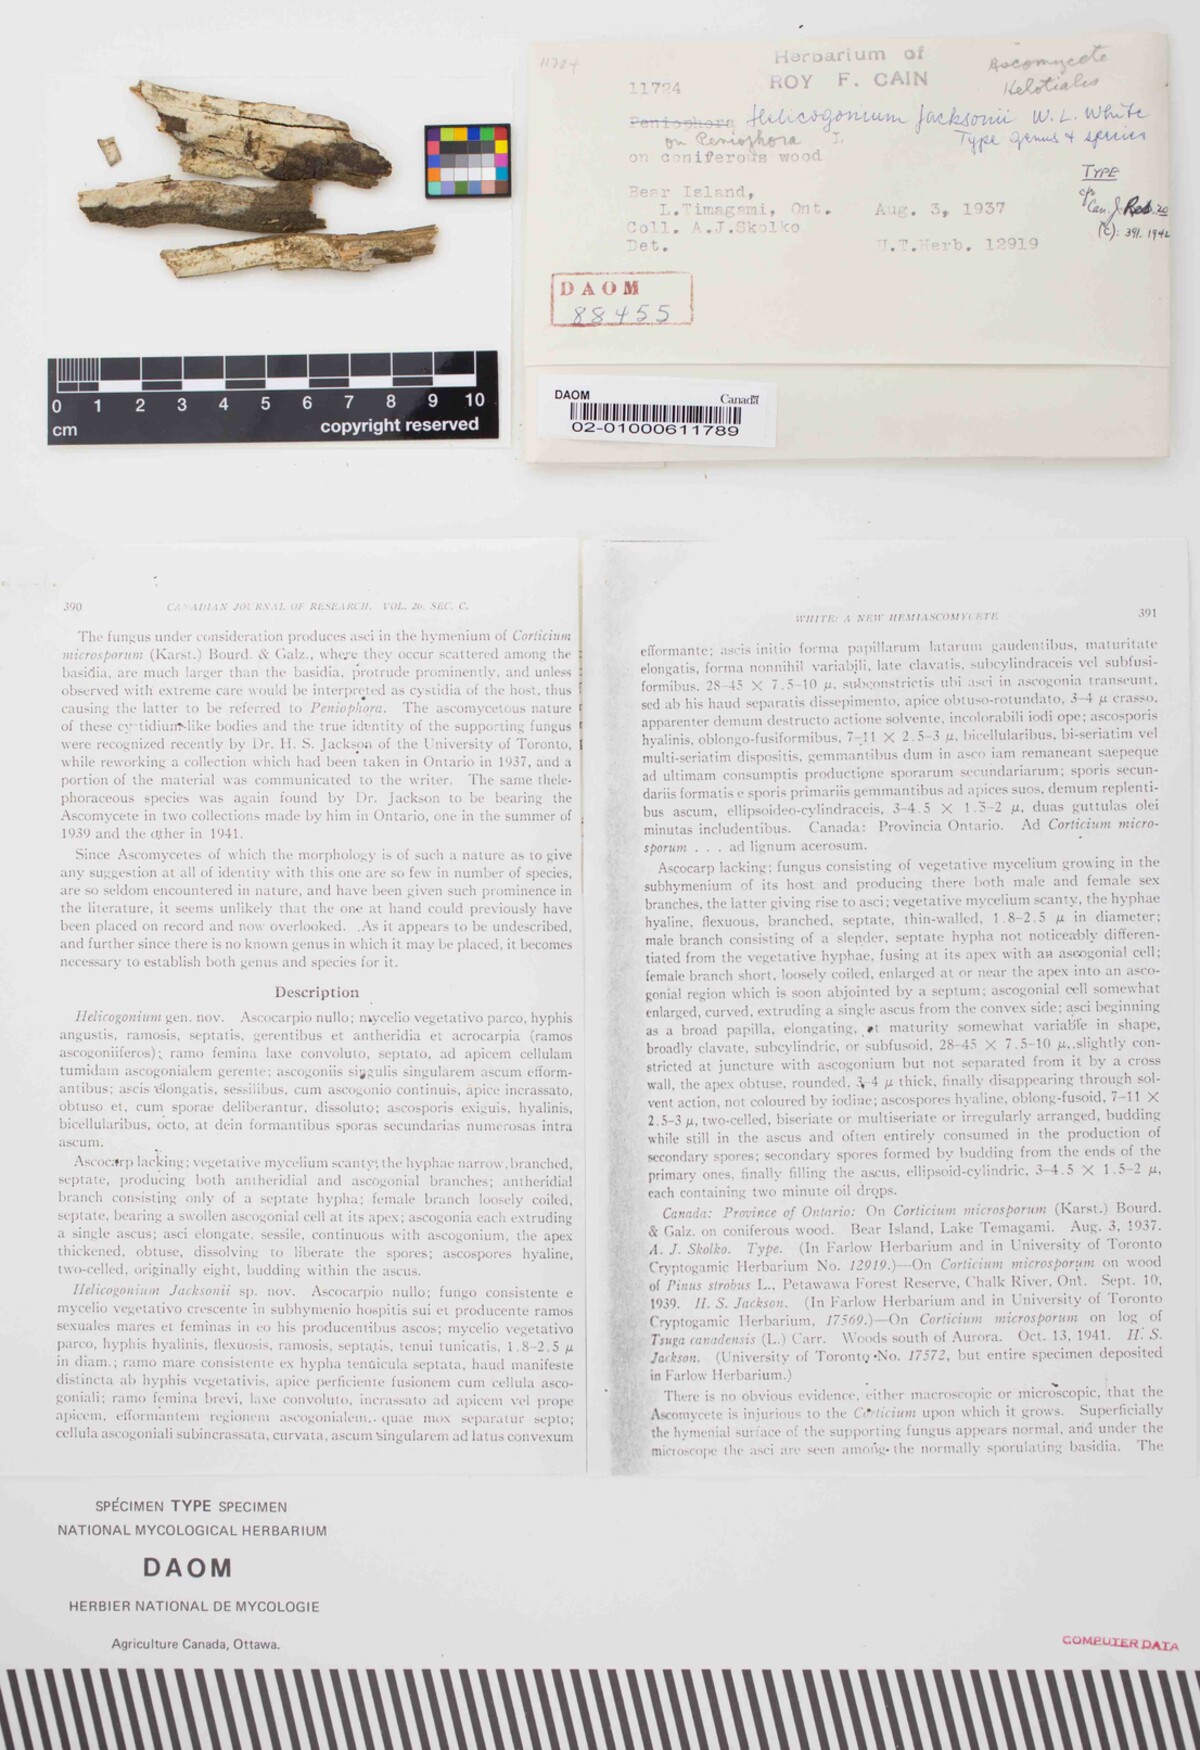 11724
Herbarium of
ROY F. CAIN
Ascomycete
Helotiales
11724
Peniophora Helicogonium Jacksonii W. L. White
on Peniophora Type genus + species
on coniferous wood
TYPE
Bear Island,
L.Timagami, Ont. Aug. 3, 1937
Can. J. Res. 20
(C): 391. 1942
Coll. A.J.Skolko
Det. U.T.Herb. 12919
DAOM
88455
DAOM Canada
02-01000611789
0 1 2 3 4 5 6 7 8 9 10
cm copyright reserved
390 CANADIAN JOURNAL OF RESEARCH. VOL. 20, SEC. C.
The fungus under consideration produces asci in the hymenium of Corticium
microsporum (Karst.) Bourd. & Galz., where they occur scattered among the
basidia, are much larger than the basidia, protrude prominently, and unless
observed with extreme care would be interpreted as cystidia of the host, thus
causing the latter to be referred to Peniophora. The ascomycetous nature
of these cystidium-like bodies and the true identity of the supporting fungus
were recognized recently by Dr. H. S. Jackson of the University of Toronto,
while reworking a collection which had been taken in Ontario in 1937, and a
portion of the material was communicated to the writer. The same thele-
phoraceous species was again found by Dr. Jackson to be bearing the
Ascomycete in two collections made by him in Ontario, one in the summer of
1939 and the other in 1941.
Since Ascomycetes of which the morphology is of such a nature as to give
any suggestion at all of identity with this one are so few in number of species,
are so seldom encountered in nature, and have been given such prominence in
the literature, it seems unlikely that the one at hand could previously have
been placed on record and now overlooked. As it appears to be undescribed,
and further since there is no known genus in which it may be placed, it becomes
necessary to establish both genus and species for it.
Description
Helicogonium gen. nov. Ascocarpio nullo; mycelio vegetativo parco, hyphis
angustis, ramosis, septatis, gerentibus et antheridia et acrocarpia (ramos
ascogoniiferos); ramo femina laxe convoluto, septato, ad apicem cellulam
tumidam ascogonialem gerente; ascogoniis singulis singularem ascum efform-
antibus; ascis elongatis, sessilibus, cum ascogonio continuis, apice incrassato,
obtuso et, cum sporae deliberantur, dissoluto; ascosporis exiguis, hyalinis,
bicellularibus, octo, at dein formantibus sporas secundarias numerosas intra
ascum.
Ascocarp lacking; vegetative mycelium scanty; the hyphae narrow, branched,
septate, producing both antheridial and ascogonial branches; antheridial
branch consisting only of a septate hypha; female branch loosely coiled,
septate, bearing a swollen ascogonial cell at its apex; ascogonia each extruding
a single ascus; asci elongate, sessile, continuous with ascogonium, the apex
thickened, obtuse, dissolving to liberate the spores; ascospores hyaline,
two-celled, originally eight, budding within the ascus.
Helicogonium Jacksonii sp. nov. Ascocarpio nullo; fungo consistente e
mycelio vegetativo crescente in subhymenio hospitis sui et producente ramos
sexuales mares et feminas in eo his producentibus ascos; mycelio vegetativo
parco, hyphis hyalinis, flexuosis, ramosis, septatis, tenui tunicatis, 1.8–2.5 μ
in diam.; ramo mare consistente ex hypha tenuicula septata, haud manifeste
distincta ab hyphis vegetativis, apice perficiente fusionem cum cellula asco-
goniali; ramo femina brevi, laxe convoluto, incrassato ad apicem vel prope
apicem, efformantem regionem ascogonialem, quae mox separatur septo;
cellula ascogoniali subincrassata, curvata, ascum singularem ad latus convexum
WHITE: A NEW HEMIASCOMYCETE 391
efformante; ascis initio forma papillarum latarum gaudentibus, maturitate
elongatis, forma nonnihil variabili, late clavatis, subcylindraceis vel subfusi-
formibus, 28–45 × 7.5–10 μ, subconstrictis ubi asci in ascogonia transeunt,
sed ab his haud separatis dissepimento, apice obtuso-rotundato, 3–4 μ crasso,
apparenter demum destructo actione solvente, incolorabili iodi ope; ascosporis
hyalinis, oblongo-fusiformibus, 7–11 × 2.5–3 μ, bicellularibus, bi-seriatim vel
multi-seriatim dispositis, gemmantibus dum in asco iam remaneant saepeque
ad ultimam consumptis productione sporarum secundariarum; sporis secun-
dariis formatis e sporis primariis gemmantibus ad apices suos, demum replenti-
bus ascum, ellipsoideo-cylindraceis, 3–4.5 × 1.5–2 μ, duas guttulas olei
minutas includentibus. Canada: Provincia Ontario. Ad Corticium micro-
sporum . . . ad lignum acerosum.
Ascocarp lacking; fungus consisting of vegetative mycelium growing in the
subhymenium of its host and producing there both male and female sex
branches, the latter giving rise to asci; vegetative mycelium scanty, the hyphae
hyaline, flexuous, branched, septate, thin-walled, 1.8–2.5 μ in diameter;
male branch consisting of a slender, septate hypha not noticeably differen-
tiated from the vegetative hyphae, fusing at its apex with an ascogonial cell;
female branch short, loosely coiled, enlarged at or near the apex into an asco-
gonial region which is soon abjointed by a septum; ascogonial cell somewhat
enlarged, curved, extruding a single ascus from the convex side; asci beginning
as a broad papilla, elongating, at maturity somewhat variable in shape,
broadly clavate, subcylindric, or subfusoid, 28–45 × 7.5–10 μ, slightly con-
stricted at juncture with ascogonium but not separated from it by a cross
wall, the apex obtuse, rounded, 3–4 μ thick, finally disappearing through sol-
vent action, not coloured by iodine; ascospores hyaline, oblong-fusoid, 7–11 ×
2.5–3 μ, two-celled, biseriate or multiseriate or irregularly arranged, budding
while still in the ascus and often entirely consumed in the production of
secondary spores; secondary spores formed by budding from the ends of the
primary ones, finally filling the ascus, ellipsoid-cylindric, 3–4.5 × 1.5–2 μ,
each containing two minute oil drops.
Canada: Province of Ontario: On Corticium microsporum (Karst.) Bourd.
& Galz. on coniferous wood. Bear Island, Lake Temagami. Aug. 3, 1937.
A. J. Skolko. Type. (In Farlow Herbarium and in University of Toronto
Cryptogamic Herbarium No. 12919.)—On Corticium microsporum on wood
of Pinus strobus L., Petawawa Forest Reserve, Chalk River, Ont. Sept. 10,
1939. H. S. Jackson. (In Farlow Herbarium and in University of Toronto
Cryptogamic Herbarium, 17569.)—On Corticium microsporum on log of
Tsuga canadensis (L.) Carr. Woods south of Aurora. Oct. 13, 1941. H. S.
Jackson. (University of Toronto No. 17572, but entire specimen deposited
in Farlow Herbarium.)
There is no obvious evidence, either macroscopic or microscopic, that the
Ascomycete is injurious to the Corticium upon which it grows. Superficially
the hymenial surface of the supporting fungus appears normal, and under the
microscope the asci are seen among the normally sporulating basidia. The
SPÉCIMEN TYPE SPECIMEN
NATIONAL MYCOLOGICAL HERBARIUM
DAOM
HERBIER NATIONAL DE MYCOLOGIE
Agriculture Canada, Ottawa.
COMPUTER DATA